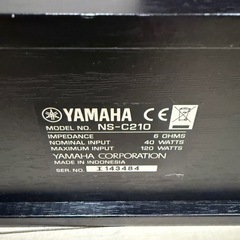 YAMAHA CE
MODEL NO. NS-C210
IMPEDANCE 6 OHMS
NOMINAL INPUT 40 WATTS
MAXIMUM INPUT 120 WATTS
YAMAHA CORPORATION
MADE IN INDONESIA
SER. NO. I 143484